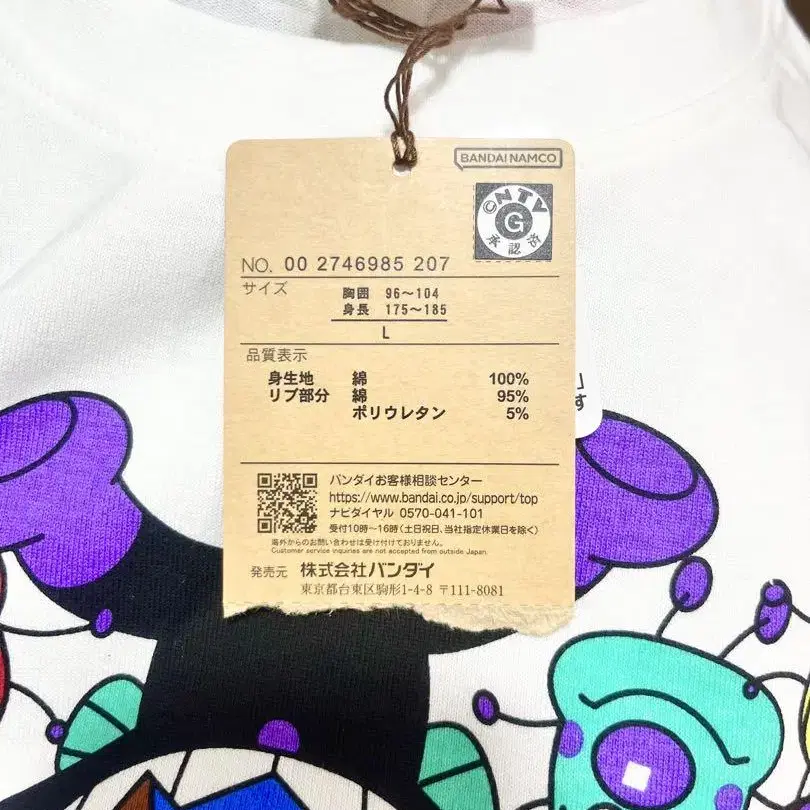 BANDAI NAMCO
©NTV
G
承認済
NO. 00 2746985 207
サイズ
胸囲 96～104
身長 175～185
L
品質表示
身生地 綿 100%
リブ部分 綿 95%
ポリウレタン 5%
」
す
バンダイお客様相談センター
https://www.bandai.co.jp/support/top
ナビダイヤル 0570-041-101
受付10時～16時(土日祝日、当社指定休業日を除く)
海外からのお問い合わせは受け付けておりません。
Customer service inquiries are not accepted from outside Japan.
発売元 株式会社バンダイ
東京都台東区駒形1-4-8 〒111-8081